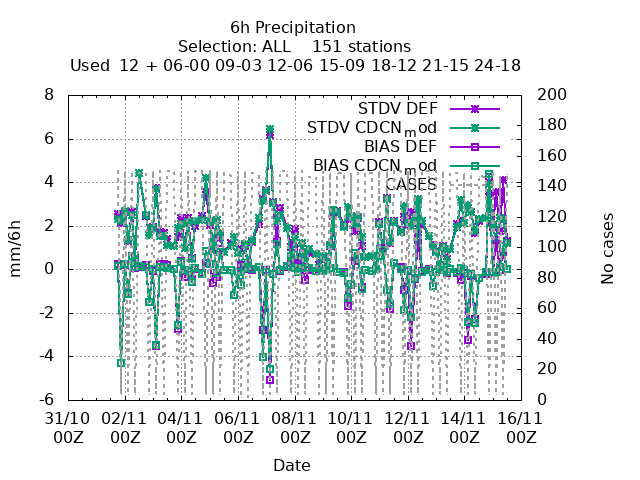 6h Precipitation
Selection: ALL    151 stations
Used  12 + 06-00 09-03 12-06 15-09 18-12 21-15 24-18
STDV DEF
STDV CDCN_mod
BIAS DEF
BIAS CDCN_mod
CASES
mm/6h
8
6
4
2
0
-2
-4
-6
No cases
200
180
160
140
120
100
80
60
40
20
0
31/10 02/11 04/11 06/11 08/11 10/11 12/11 14/11 16/11
00Z 00Z 00Z 00Z 00Z 00Z 00Z 00Z 00Z
Date